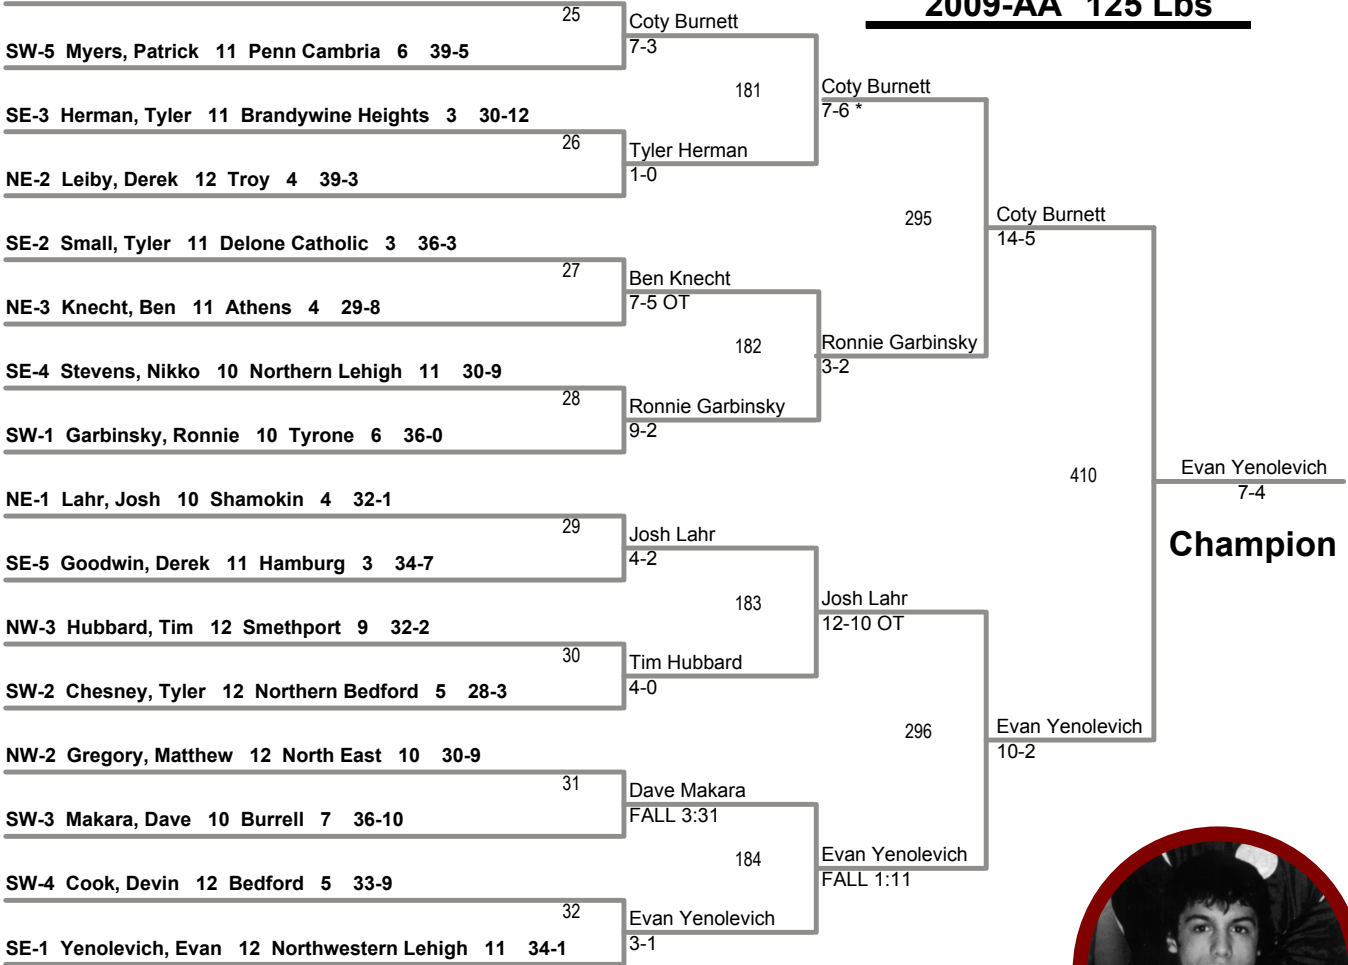 2009-AA 125 Lbs
25
Coty Burnett
SW-5 Myers, Patrick 11 Penn Cambria 6 39-5
7-3
181
Coty Burnett
7-6 *
SE-3 Herman, Tyler 11 Brandywine Heights 3 30-12
26
Tyler Herman
1-0
NE-2 Leiby, Derek 12 Troy 4 39-3
295
Coty Burnett
14-5
SE-2 Small, Tyler 11 Delone Catholic 3 36-3
27
Ben Knecht
7-5 OT
NE-3 Knecht, Ben 11 Athens 4 29-8
182
Ronnie Garbinsky
3-2
SE-4 Stevens, Nikko 10 Northern Lehigh 11 30-9
28
Ronnie Garbinsky
9-2
SW-1 Garbinsky, Ronnie 10 Tyrone 6 36-0
410
Evan Yenolevich
7-4
Champion
NE-1 Lahr, Josh 10 Shamokin 4 32-1
29
Josh Lahr
4-2
SE-5 Goodwin, Derek 11 Hamburg 3 34-7
183
Josh Lahr
12-10 OT
NW-3 Hubbard, Tim 12 Smethport 9 32-2
30
Tim Hubbard
4-0
SW-2 Chesney, Tyler 12 Northern Bedford 5 28-3
296
Evan Yenolevich
10-2
NW-2 Gregory, Matthew 12 North East 10 30-9
31
Dave Makara
FALL 3:31
SW-3 Makara, Dave 10 Burrell 7 36-10
184
Evan Yenolevich
FALL 1:11
SW-4 Cook, Devin 12 Bedford 5 33-9
32
Evan Yenolevich
3-1
SE-1 Yenolevich, Evan 12 Northwestern Lehigh 11 34-1